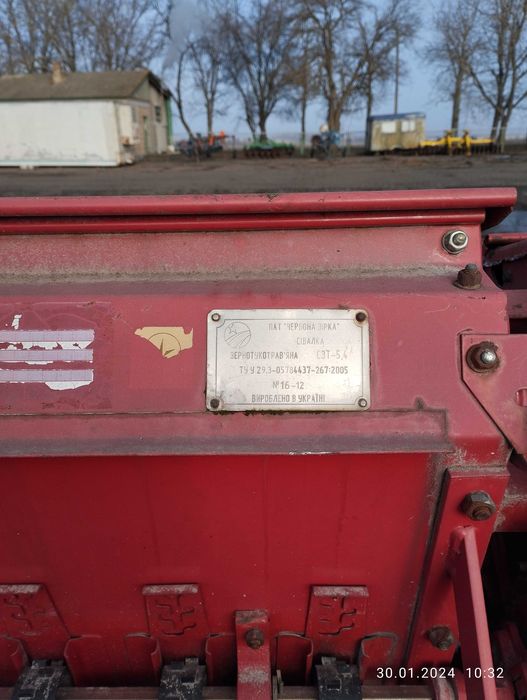 ПАТ "ЧЕРВОНА ЗІРКА"
СІВАЛКА
ЗЕРНОТУКОТРАВ'ЯНА СЗТ-5,4
ТУ У 29.3-05784437-267:2005
№16-12
ВИРОБЛЕНО В УКРАЇНІ
30.01.2024 10:32